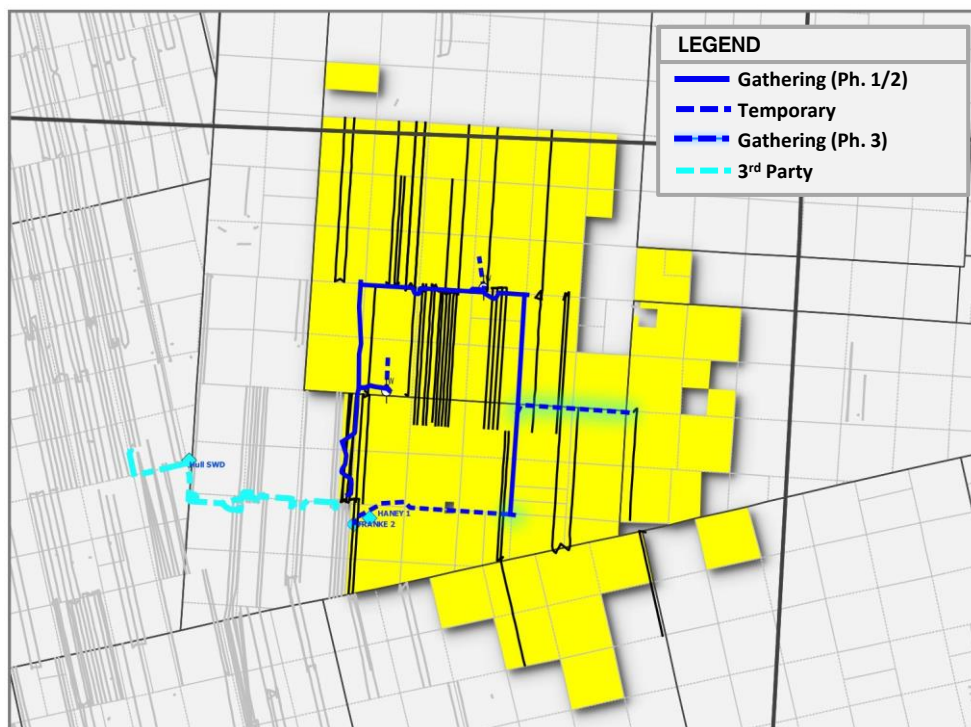 LEGEND
Gathering (Ph. 1/2)
Temporary
Gathering (Ph. 3)
3rd Party
Hull SWD
HANEY 1
FRANKE 2